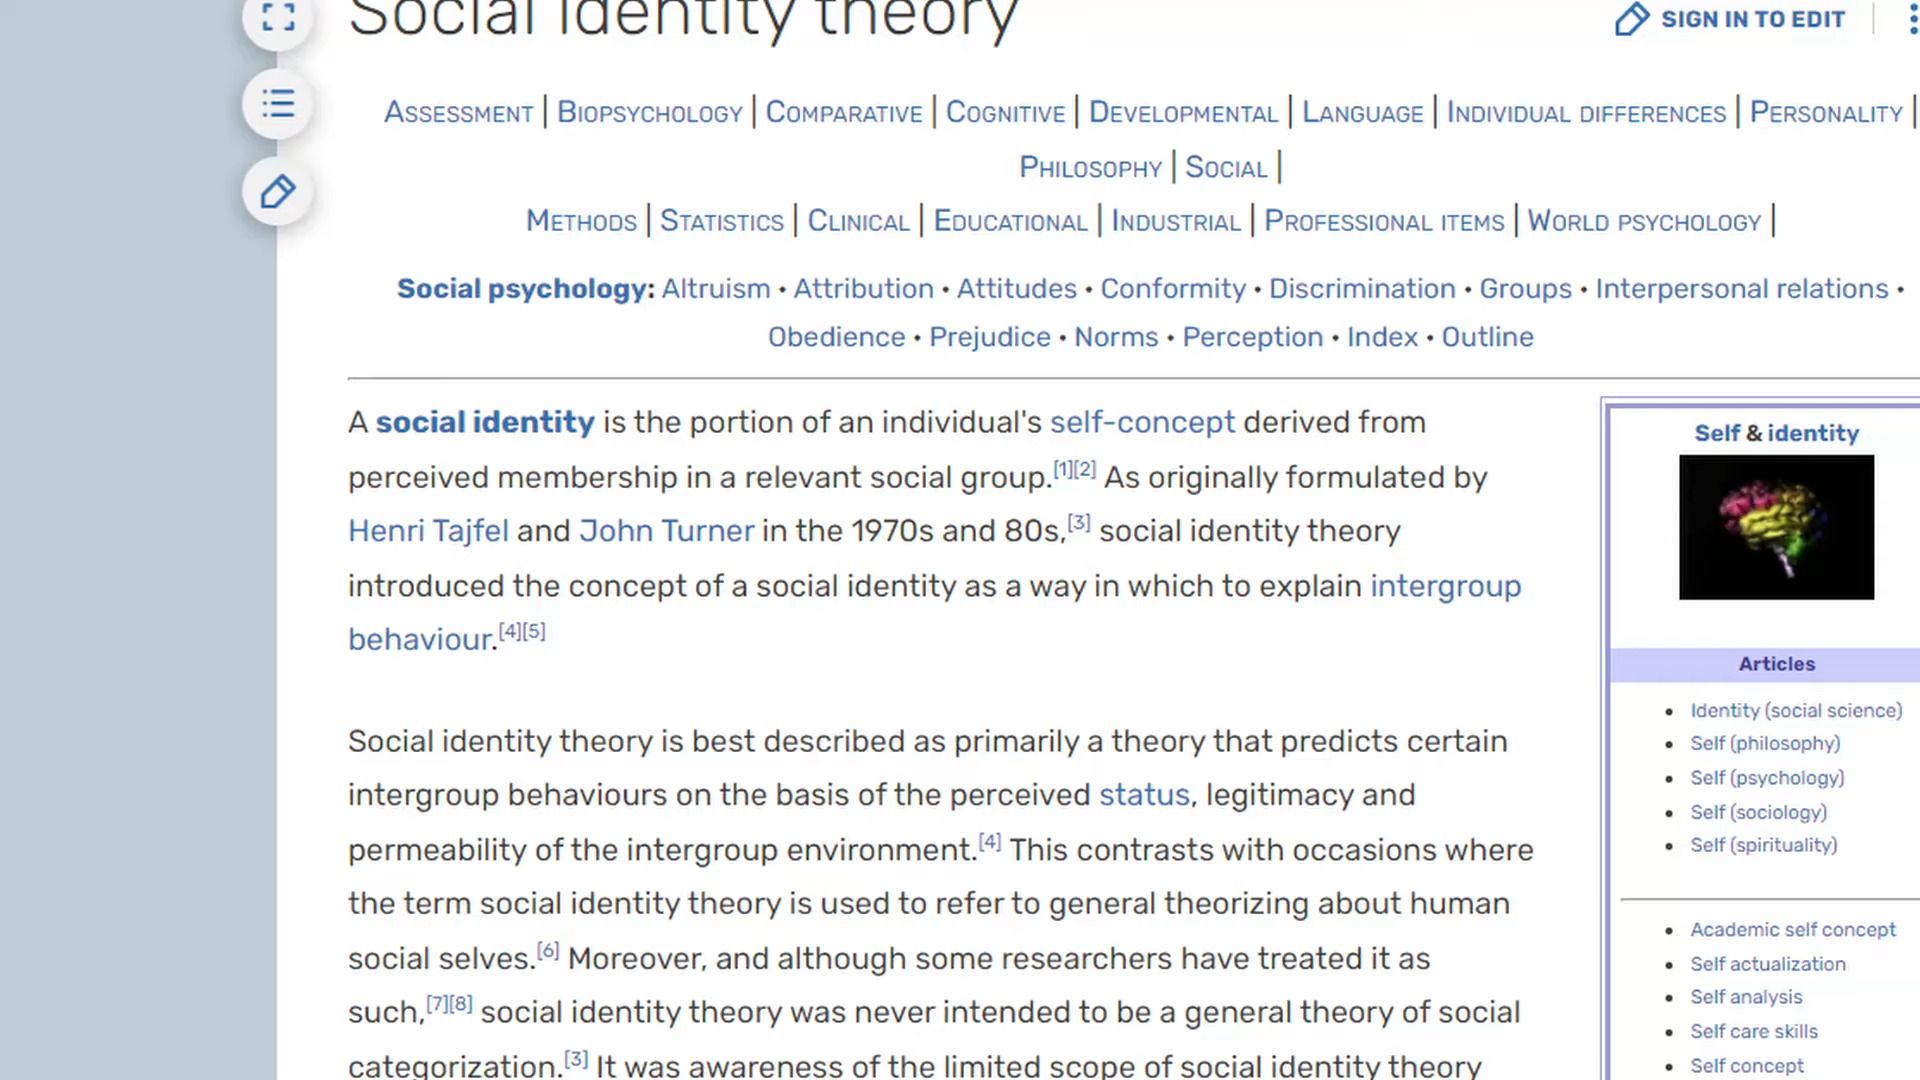 Social identity theory
SIGN IN TO EDIT
ASSESSMENT | BIOPSYCHOLOGY | COMPARATIVE | COGNITIVE | DEVELOPMENTAL | LANGUAGE | INDIVIDUAL DIFFERENCES | PERSONALITY |
PHILOSOPHY | SOCIAL |
METHODS | STATISTICS | CLINICAL | EDUCATIONAL | INDUSTRIAL | PROFESSIONAL ITEMS | WORLD PSYCHOLOGY |
Social psychology: Altruism · Attribution · Attitudes · Conformity · Discrimination · Groups · Interpersonal relations ·
Obedience · Prejudice · Norms · Perception · Index · Outline
A social identity is the portion of an individual's self-concept derived from
perceived membership in a relevant social group.[1][2] As originally formulated by
Henri Tajfel and John Turner in the 1970s and 80s,[3] social identity theory
introduced the concept of a social identity as a way in which to explain intergroup
behaviour.[4][5]
Social identity theory is best described as primarily a theory that predicts certain
intergroup behaviours on the basis of the perceived status, legitimacy and
permeability of the intergroup environment.[4] This contrasts with occasions where
the term social identity theory is used to refer to general theorizing about human
social selves.[6] Moreover, and although some researchers have treated it as
such,[7][8] social identity theory was never intended to be a general theory of social
categorization.[3] It was awareness of the limited scope of social identity theory
Self & identity
Articles
Identity (social science)
Self (philosophy)
Self (psychology)
Self (sociology)
Self (spirituality)
Academic self concept
Self actualization
Self analysis
Self care skills
Self concept